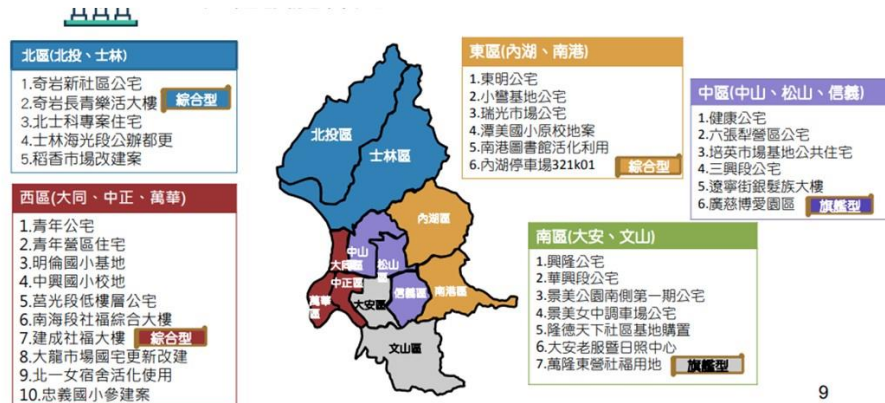 北區(北投、士林)
1.奇岩新社區公宅
2.奇岩長青樂活大樓 綜合型
3.北士科專案住宅
4.士林海光段公辦都更
5.稻香市場改建案
西區(大同、中正、萬華)
1.青年公宅
2.青年營區住宅
3.明倫國小基地
4.中興國小校地
5.莒光段低樓層公宅
6.南海段社福綜合大樓
7.建成社福大樓 綜合型
8.大龍市場國宅更新改建
9.北一女宿舍活化使用
10.忠義國小參建案
北投區
士林區
內湖區
中山區
大同區
松山區
中正區
萬華區
大安區
信義區
南港區
文山區
東區(內湖、南港)
1.東明公宅
2.小彎基地公宅
3.瑞光市場公宅
4.潭美國小原校地案
5.南港圖書館活化利用
6.內湖停車場321k01 綜合型
中區(中山、松山、信義)
1.健康公宅
2.六張犁營區公宅
3.培英市場基地公共住宅
4.三興段公宅
5.遼寧街銀髮族大樓
6.廣慈博愛園區 旗艦型
南區(大安、文山)
1.興隆公宅
2.華興段公宅
3.景美公園南側第一期公宅
4.景美女中調車場公宅
5.隆德天下社區基地購置
6.大安老服暨日照中心
7.萬隆東營社福用地 旗艦型
9